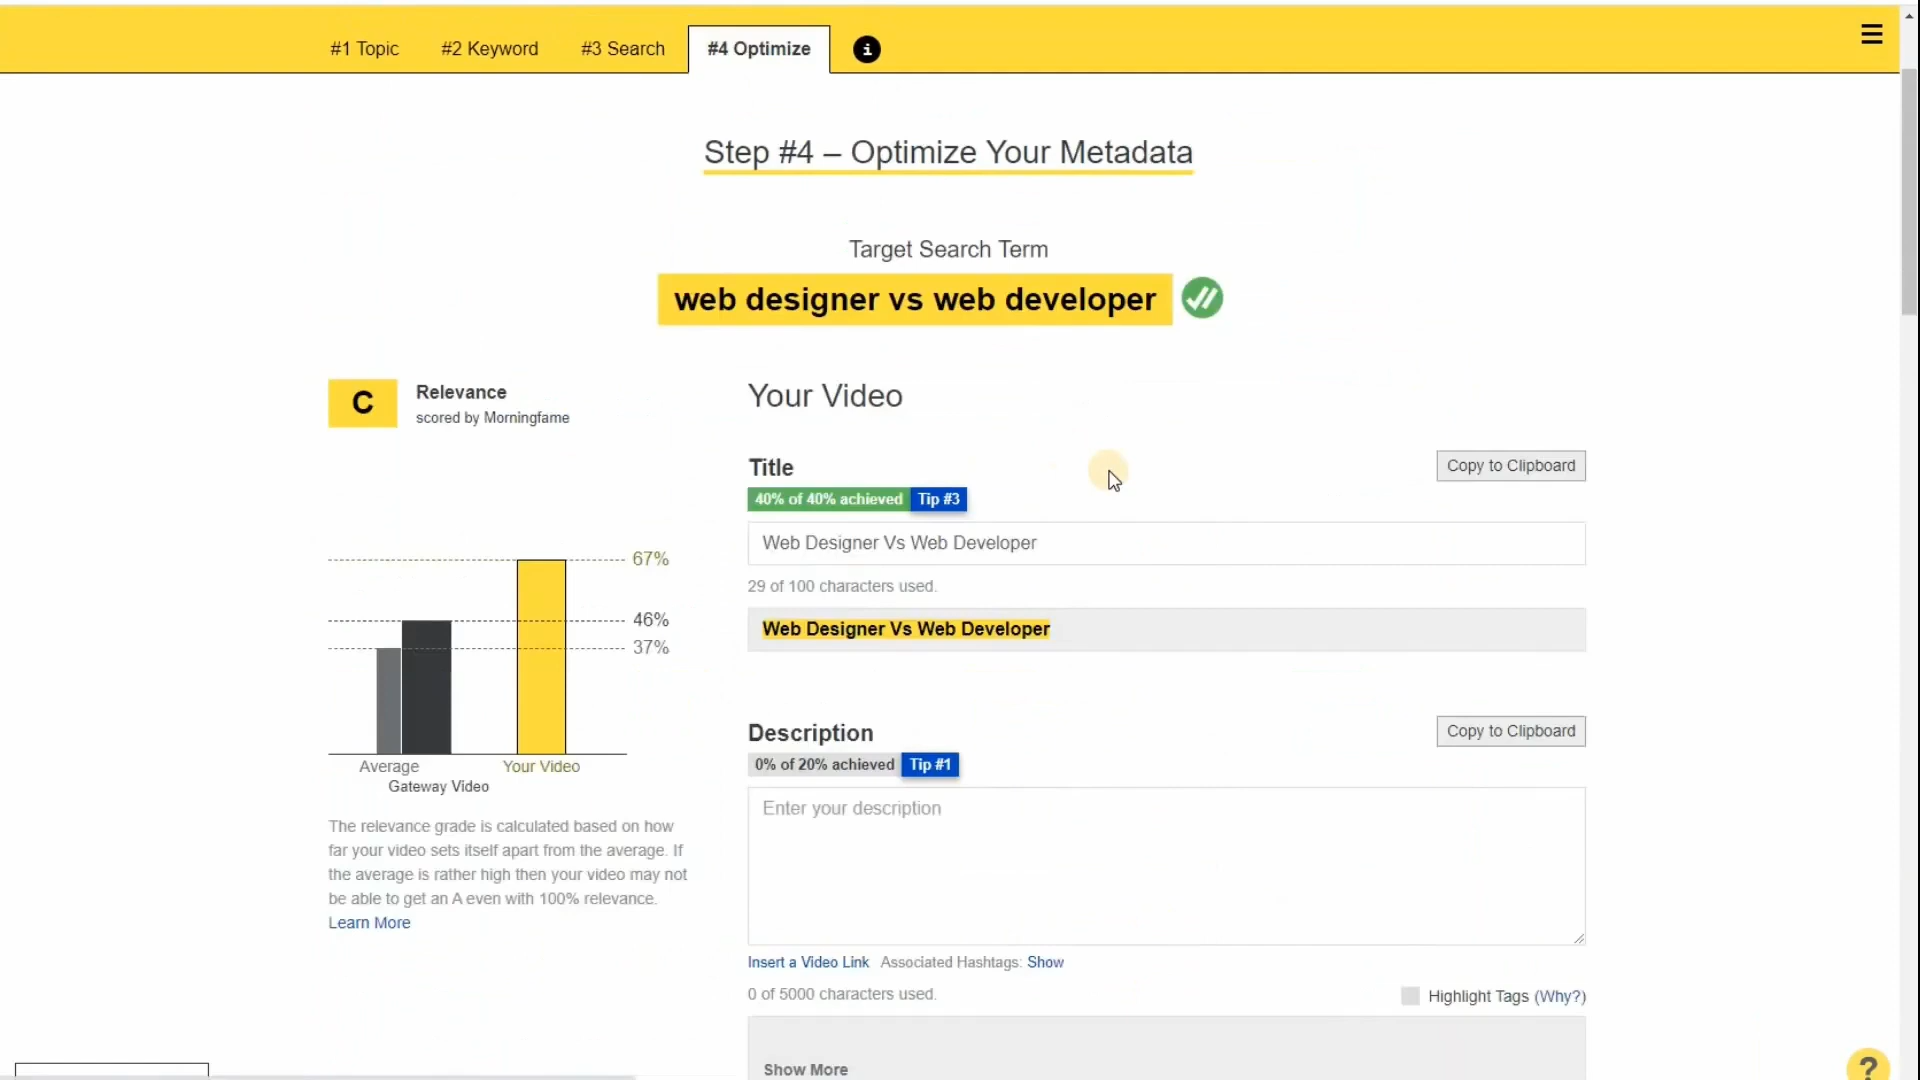 #1 Topic #2 Keyword #3 Search #4 Optimize i
Step #4 – Optimize Your Metadata
Target Search Term
web designer vs web developer
C
Relevance
scored by Morningfame
67%
46%
37%
Average
Your Video
Gateway Video
The relevance grade is calculated based on how
far your video sets itself apart from the average. If
the average is rather high then your video may not
be able to get an A even with 100% relevance.
Learn More
Your Video
Title
Copy to Clipboard
40% of 40% achieved Tip #3
Web Designer Vs Web Developer
29 of 100 characters used.
Web Designer Vs Web Developer
Description
Copy to Clipboard
0% of 20% achieved Tip #1
Enter your description
Insert a Video Link Associated Hashtags: Show
0 of 5000 characters used.
Highlight Tags (Why?)
Show More
?